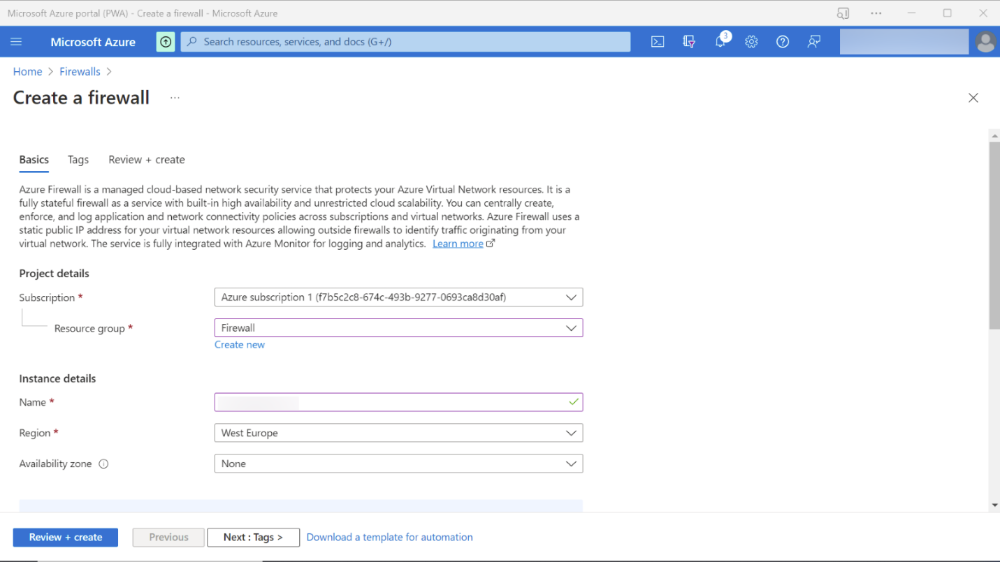 Microsoft Azure portal (PWA) - Create a firewall - Microsoft Azure
Microsoft Azure
Search resources, services, and docs (G+/)
3
Home > Firewalls >
Create a firewall ...
Basics Tags Review + create
Azure Firewall is a managed cloud-based network security service that protects your Azure Virtual Network resources. It is a
fully stateful firewall as a service with built-in high availability and unrestricted cloud scalability. You can centrally create,
enforce, and log application and network connectivity policies across subscriptions and virtual networks. Azure Firewall uses a
static public IP address for your virtual network resources allowing outside firewalls to identify traffic originating from your
virtual network. The service is fully integrated with Azure Monitor for logging and analytics. Learn more
Project details
Subscription * Azure subscription 1 (f7b5c2c8-674c-493b-9277-0693ca8d30af)
Resource group * Firewall
Create new
Instance details
Name *
Region * West Europe
Availability zone None
Review + create Previous Next : Tags > Download a template for automation